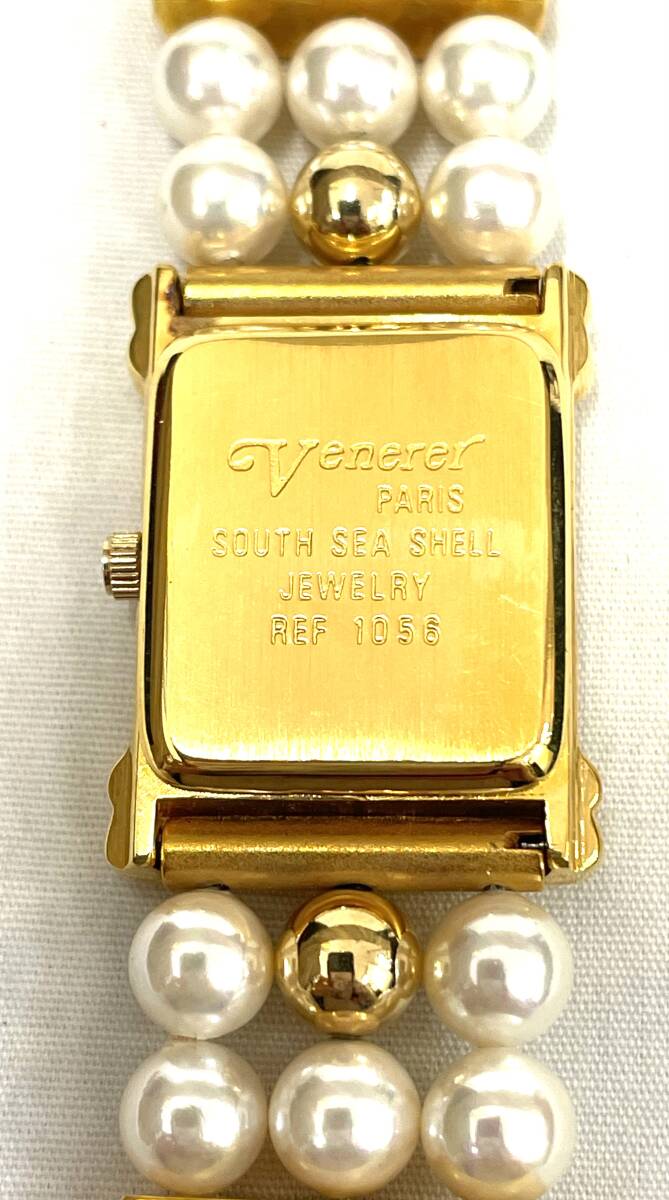 Venerer
PARIS
SOUTH SEA SHELL
JEWELRY
REF 1056